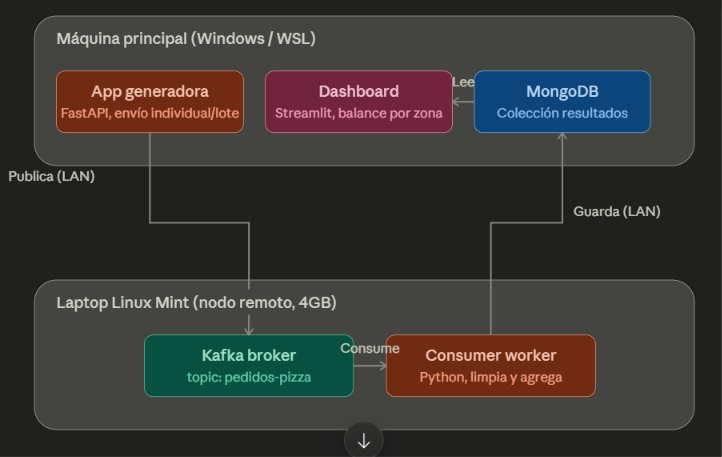 Máquina principal (Windows / WSL)
App generadora
FastAPI, envío individual/lote
Dashboard
Streamlit, balance por zona
Lee
MongoDB
Colección resultados
Publica (LAN)
Guarda (LAN)
Laptop Linux Mint (nodo remoto, 4GB)
Kafka broker
topic: pedidos-pizza
Consume
Consumer worker
Python, limpia y agrega